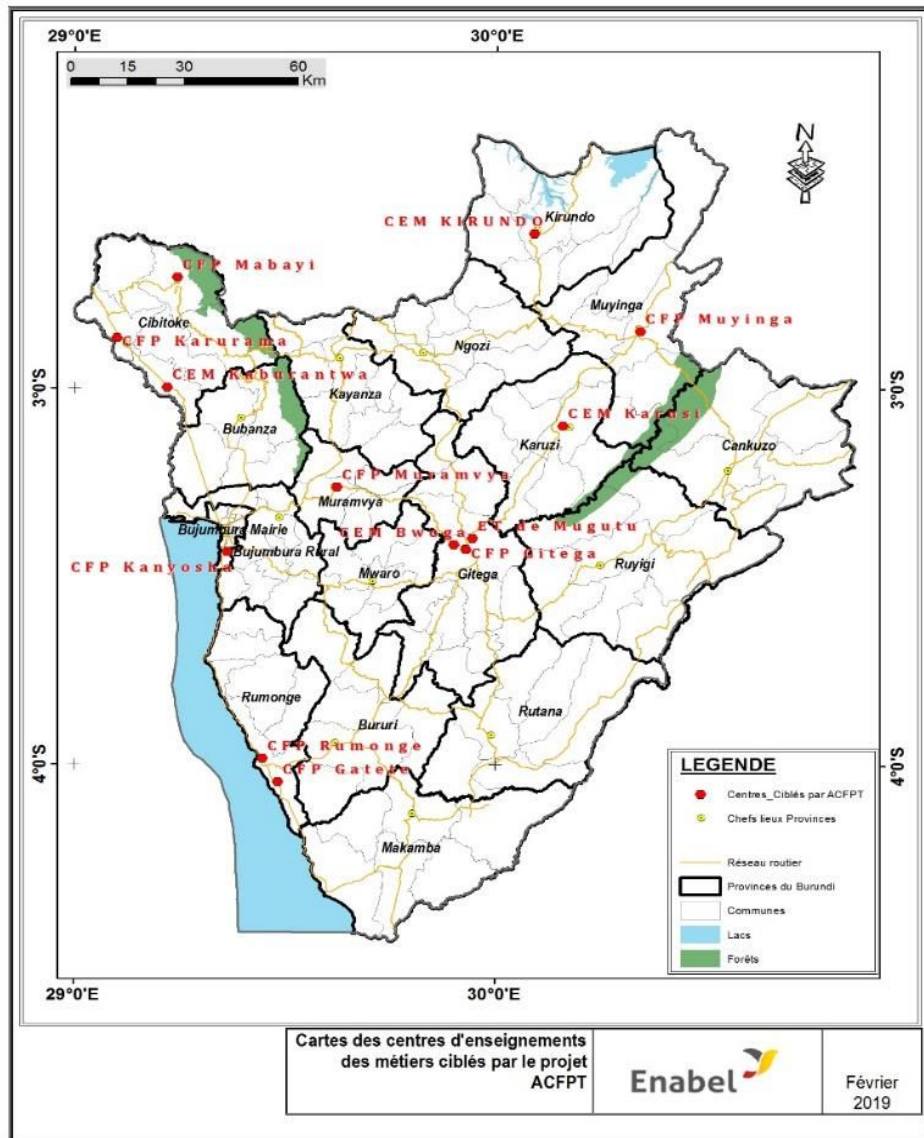 29°0'E
30°0'E
0 15 30 60
Km
N
CEM KIRUNDO
Kirundo
CFP Mabayi
Muyinga
Cibitoke
CFP Muyinga
CFP Karurama
Ngozi
3°S
3°0'S
CEM Kaburantwa
Kayanza
CEM Karusi
Bubanza
Karuzi
Cankuzo
CFP Muramvya
Muramvya
Bujumbura Mairie
CEM Bwoga
ET de Mugutu
Bujumbura Rural
CFP Gitega
CFP Kanyosha
Mwaro
Gitega
Ruyigi
Rumonge
Bururi
Rutana
CFP Rumonge
4°0'S
4°0'S
CFP Gatete
Makamba
LEGENDE
Centres_Ciblés par ACFPT
Chefs lieux Provinces
Réseau routier
Provinces du Burundi
Communes
Lacs
Forêts
29°0'E
30°0'E
Cartes des centres d'enseignements
des métiers ciblés par le projet
ACFPT
Enabel
Février
2019